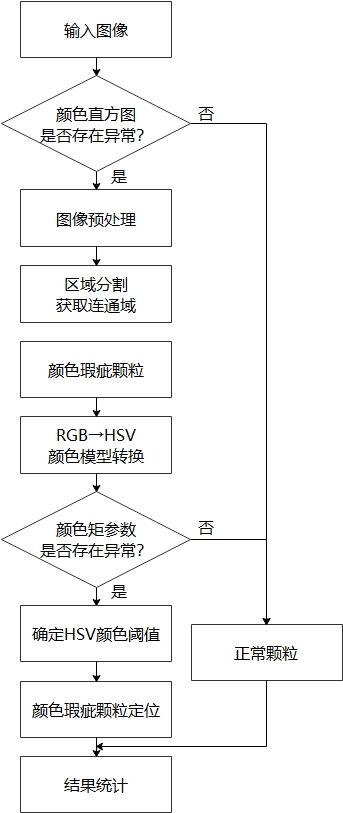 输入图像
颜色直方图
是否存在异常?
否
是
图像预处理
区域分割
获取连通域
颜色瑕疵颗粒
RGB→HSV
颜色模型转换
颜色矩参数
是否存在异常?
否
是
确定HSV颜色阈值
正常颗粒
颜色瑕疵颗粒定位
结果统计